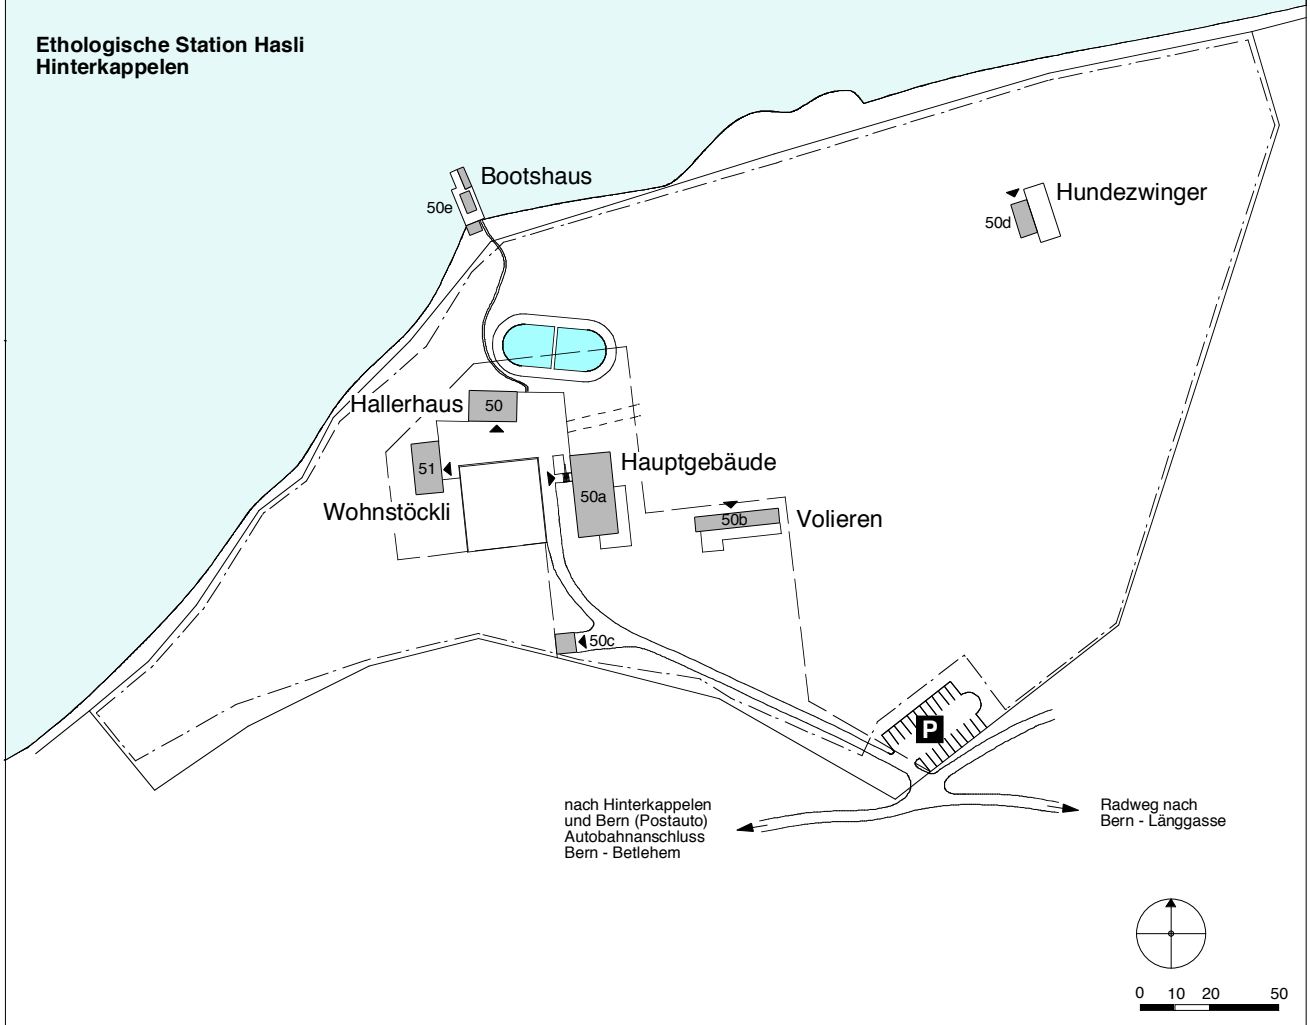 Ethologische Station Hasli
Hinterkappelen
Bootshaus
50e
Hundezwinger
50d
Hallerhaus
50
51
Wohnstöckli
Hauptgebäude
50a
50b
Volieren
50c
P
nach Hinterkappelen
und Bern (Postauto)
Autobahnanschluss
Bern - Betlehem
Radweg nach
Bern - Länggasse
0 10 20 50